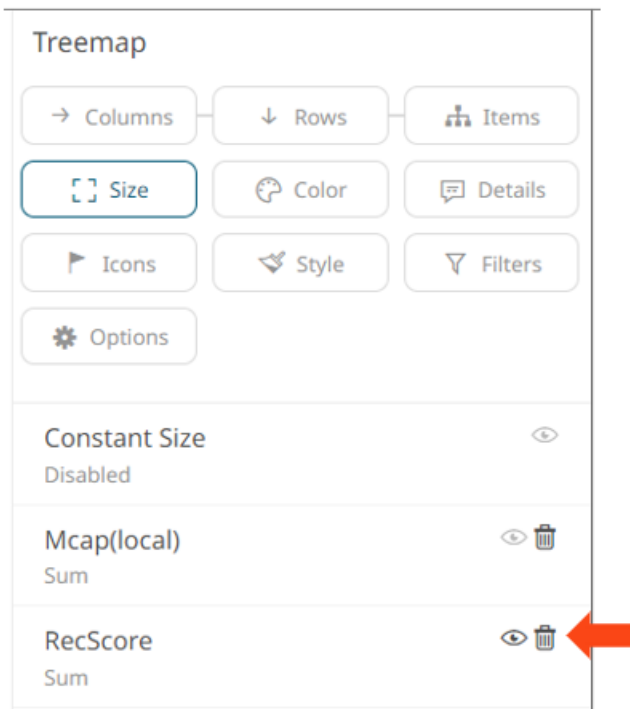 Treemap
Columns
Rows
Items
Size
Color
Details
Icons
Style
Filters
Options
Constant Size
Disabled
Mcap(local)
Sum
RecScore
Sum